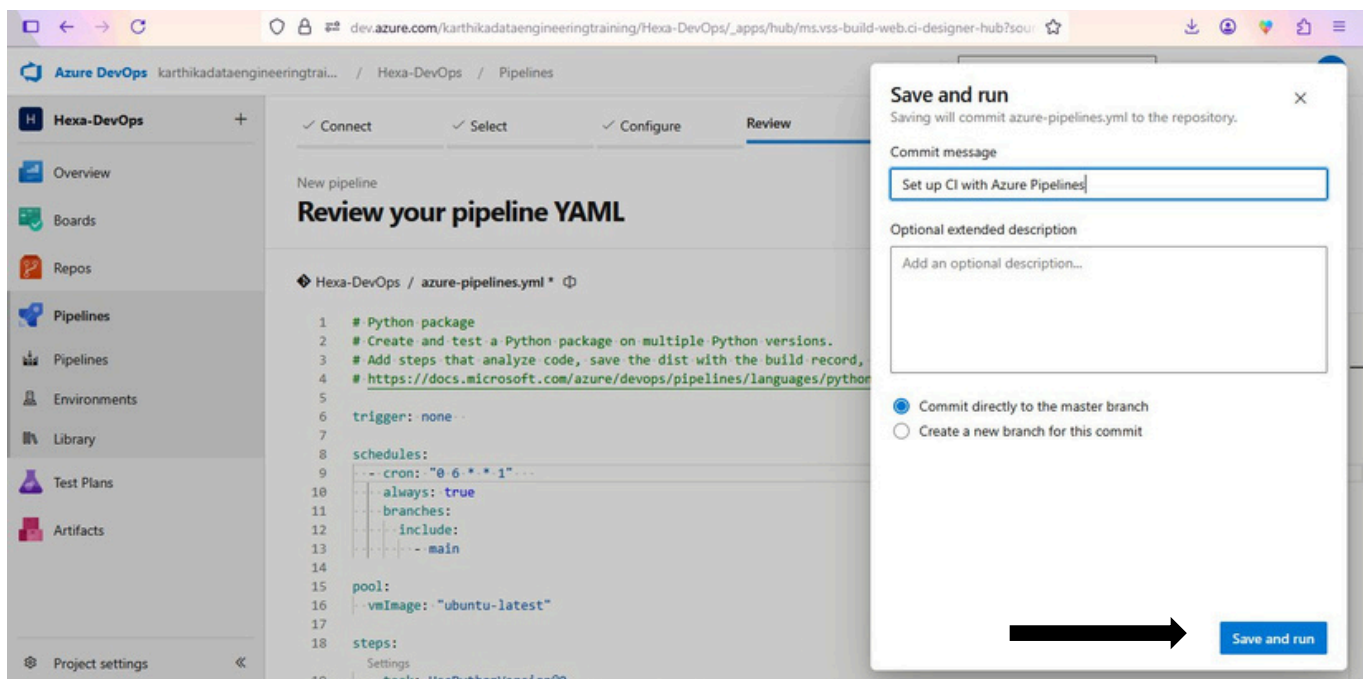 dev.azure.com/karthikadataengineeringtraining/Hexa-DevOps/_apps/hub/ms.vss-build-web.ci-designer-hub?sou
Azure DevOps karthikadataengineeringtrai... / Hexa-DevOps / Pipelines
H Hexa-DevOps +
Overview
Boards
Repos
Pipelines
Pipelines
Environments
Library
Test Plans
Artifacts
Project settings
Connect Select Configure Review
New pipeline
Review your pipeline YAML
Hexa-DevOps / azure-pipelines.yml *
1 # Python package
2 # Create and test a Python package on multiple Python versions.
3 # Add steps that analyze code, save the dist with the build record,
4 # https://docs.microsoft.com/azure/devops/pipelines/languages/python
5
6 trigger: none
7
8 schedules:
9 - cron: "0 6 * * 1"
10 always: true
11 branches:
12 include:
13 - main
14
15 pool:
16 vmImage: "ubuntu-latest"
17
18 steps:
Settings
Save and run
Saving will commit azure-pipelines.yml to the repository.
Commit message
Set up CI with Azure Pipelines
Optional extended description
Add an optional description...
Commit directly to the master branch
Create a new branch for this commit
Save and run